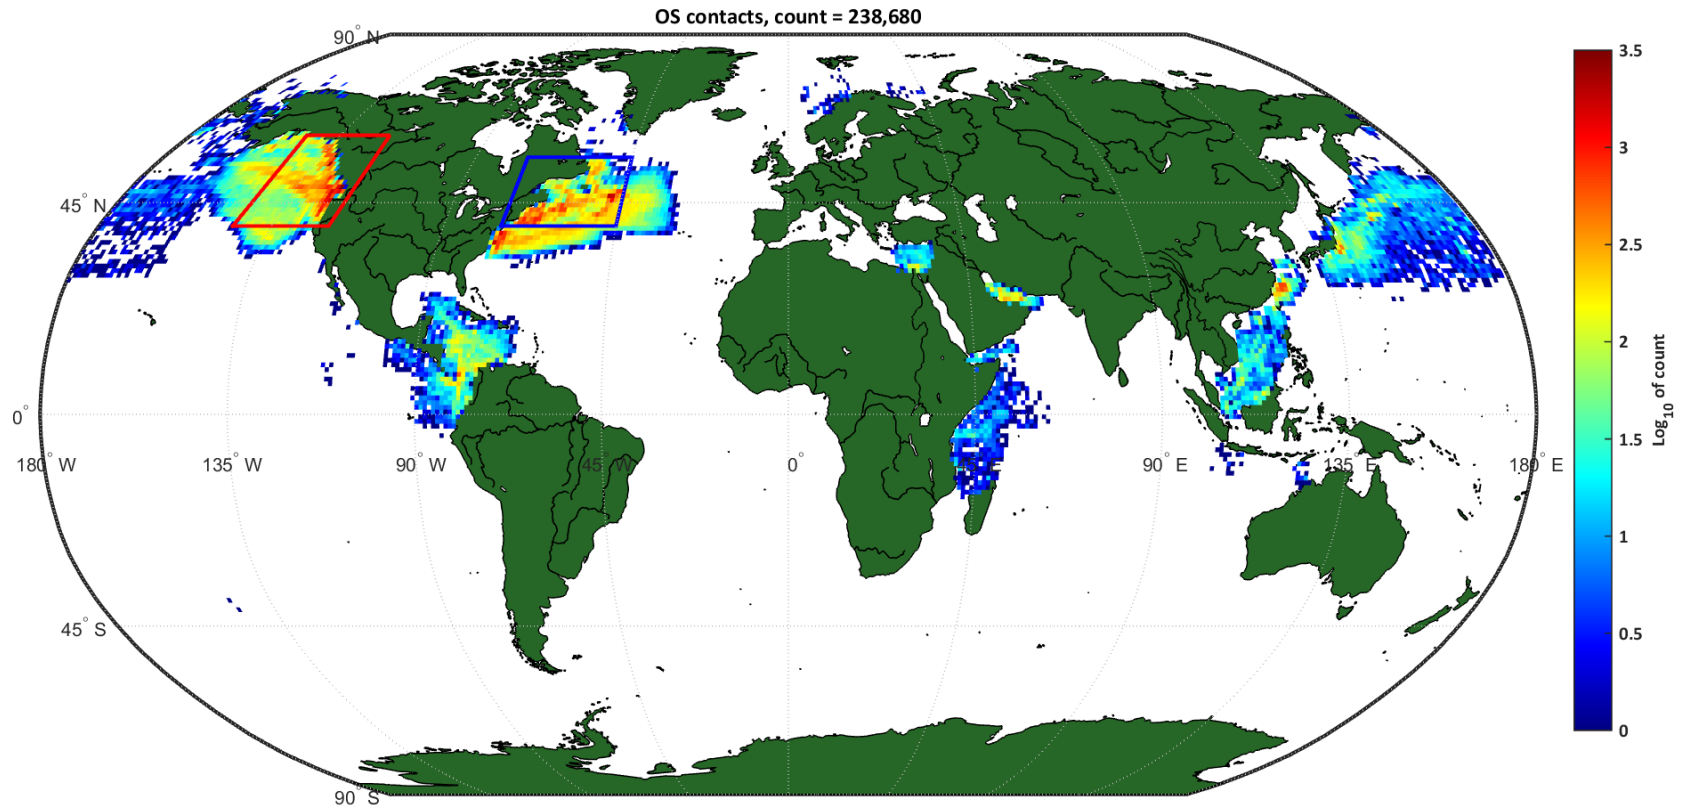 OS contacts, count = 238,680
90° N
45° N
0°
180° W
135° W
90° W
45° W
0°
45° E
90° E
135° E
180° E
45° S
90° S
3.5
3
2.5
2
1.5
1
0.5
0
Log10 of count